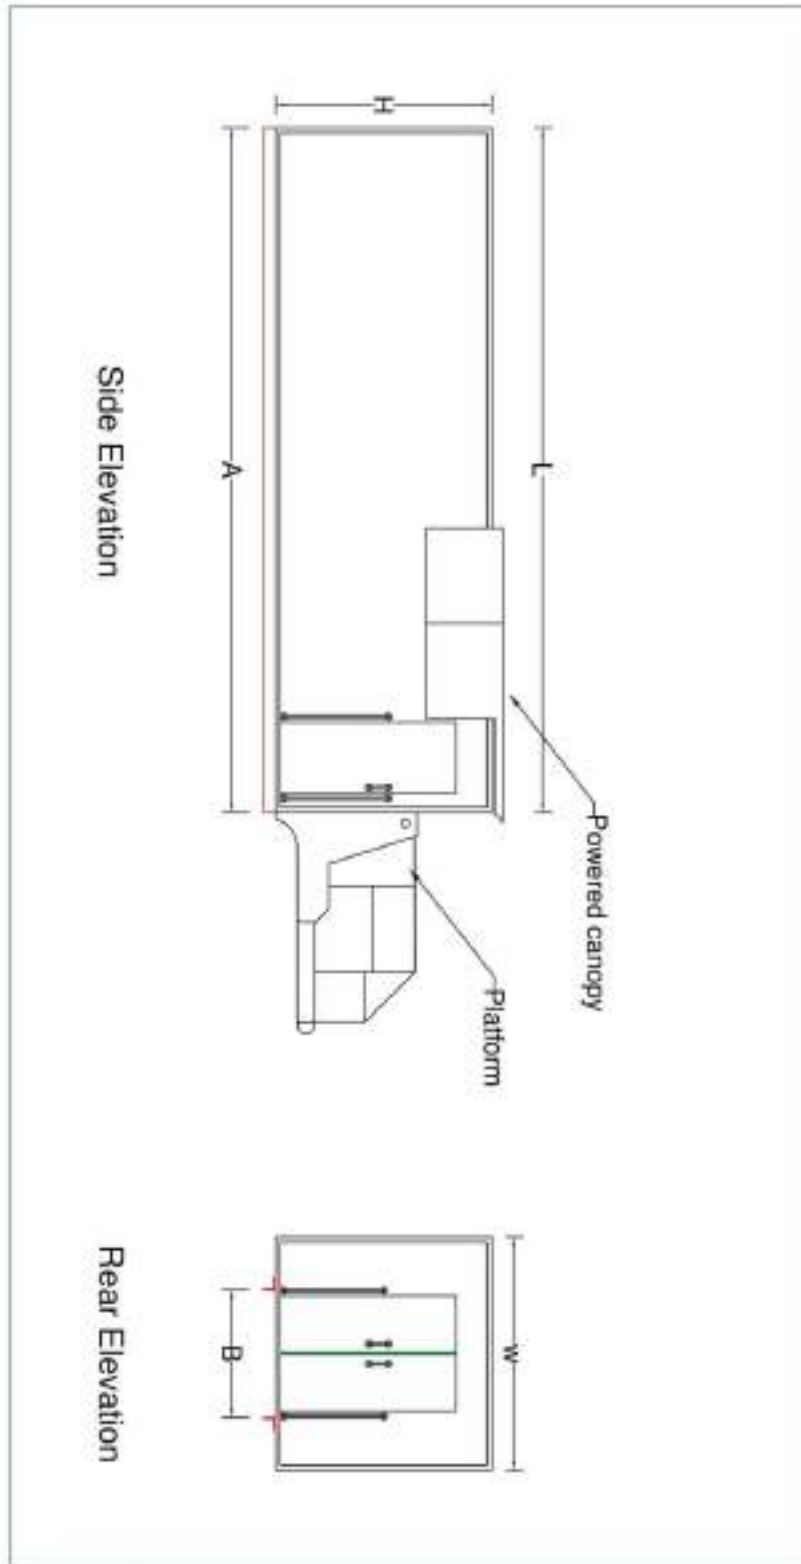 H
L
Powered canopy
Platform
A
Side Elevation
W
B
Rear Elevation